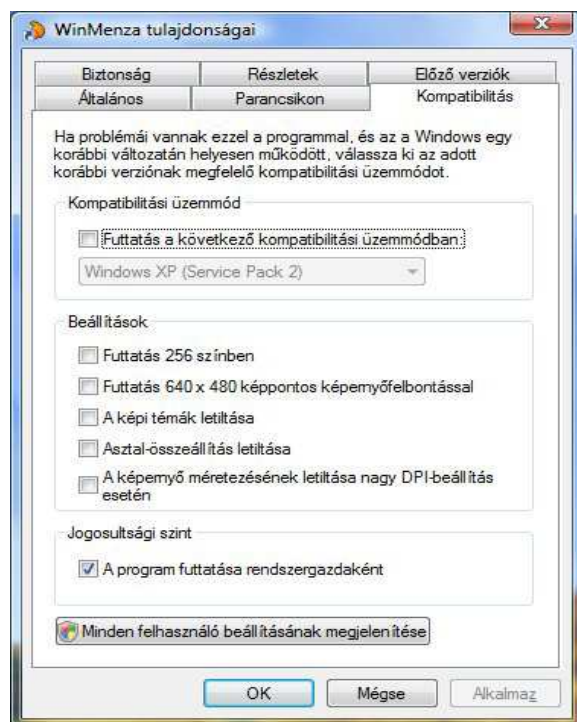 WinMenza tulajdonságai
Biztonság
Részletek
Előző verziók
Általános
Parancsikon
Kompatibilitás
Ha problémái vannak ezzel a programmal, és az a Windows egy
korábbi változatán helyesen működött, válassza ki az adott
korábbi verziónak megfelelő kompatibilitási üzemmódot.
Kompatibilitási üzemmód
Futtatás a következő kompatibilitási üzemmódban:
Windows XP (Service Pack 2)
Beállítások
Futtatás 256 színben
Futtatás 640 x 480 képpontos képernyőfelbontással
A képi témák letiltása
Asztal-összeállítás letiltása
A képernyő méretezésének letiltása nagy DPI-beállítás
esetén
Jogosultsági szint
A program futtatása rendszergazdaként
Minden felhasználó beállításának megjelenítése
OK
Mégse
Alkalmaz